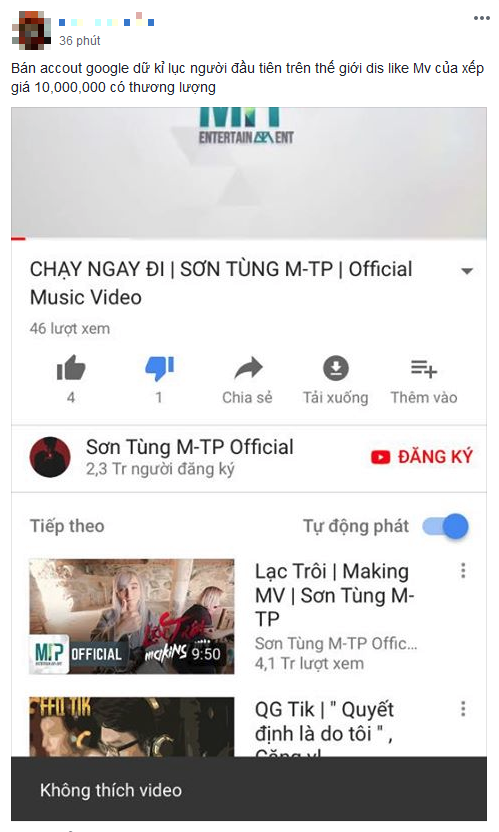 36 phút
Bán accout google dữ kỉ lục người đầu tiên trên thế giới dis like Mv của xếp
giá 10,000,000 có thương lượng
ENTERTAINMENT
CHẠY NGAY ĐI | SƠN TÙNG M-TP | Official
Music Video
46 lượt xem
4 1 Chia sẻ Tải xuống Thêm vào
Sơn Tùng M-TP Official
2,3 Tr người đăng ký
ĐĂNG KÝ
Tiếp theo Tự động phát
Lạc Trôi | Making
MV | Sơn Tùng M-
TP
Sơn Tùng M-TP Offic...
4,1 Tr lượt xem
OFFICIAL
Lạc Trôi
making
9:50
QG Tik | " Quyết
định là do tôi " ,
Căng vl
Không thích video